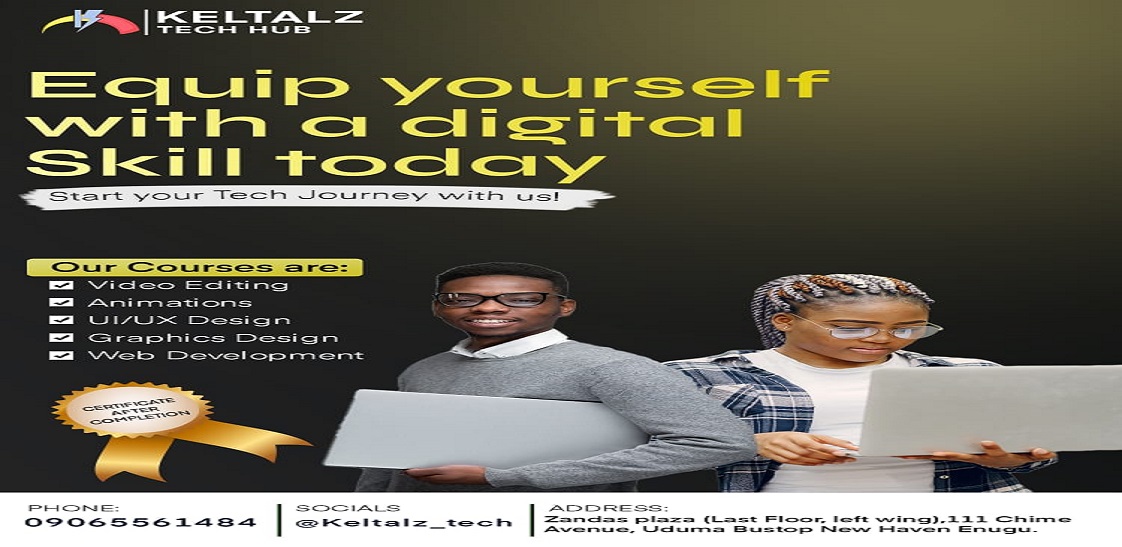 KELTALZ
TECH HUB
Equip yourself
with a digital
Skill today
Start your Tech Journey with us!
Our Courses are:
Video Editing
Animations
UI/UX Design
Graphics Design
Web Development
CERTIFICATE
AFTER
COMPLETION
PHONE:
09065561484
SOCIALS
@Keltalz_tech
ADDRESS:
Zandas plaza (Last Floor, left wing),111 Chime
Avenue, Uduma Bustop New Haven Enugu.